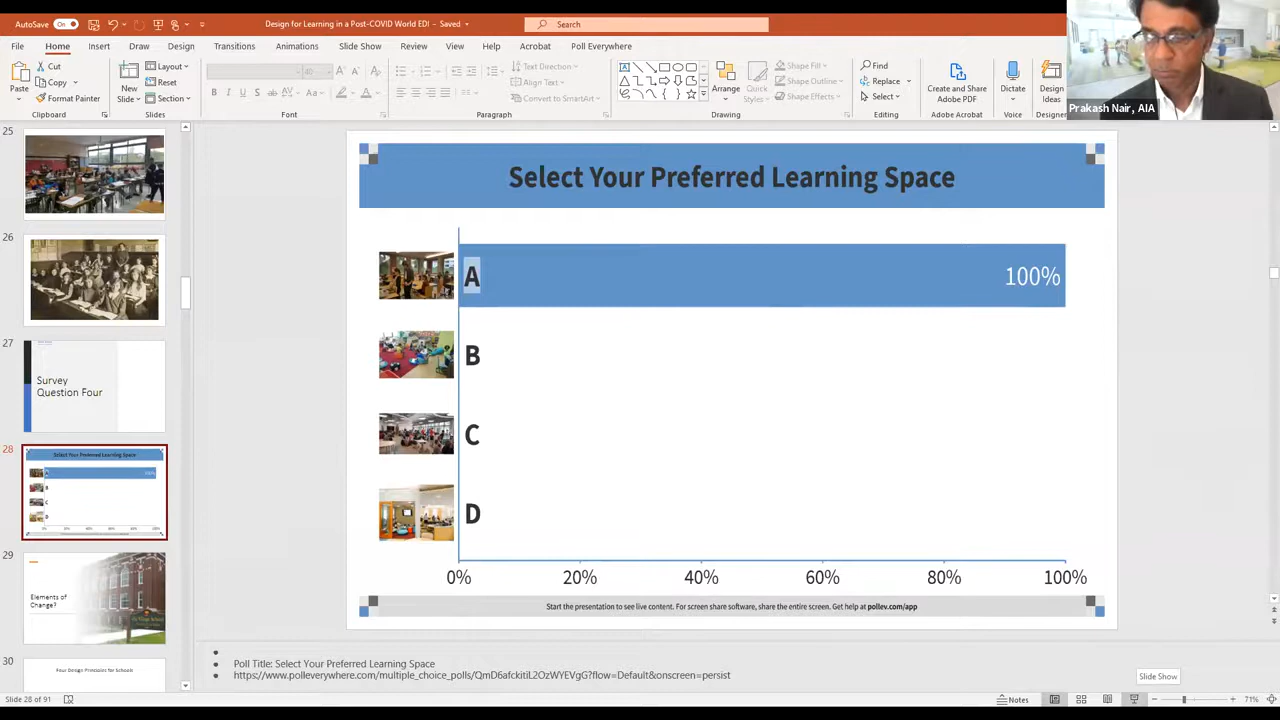 AutoSave On Design for Learning in a Post-COVID World EDI - Saved Search
File Home Insert Draw Design Transitions Animations Slide Show Review View Help Acrobat Poll Everywhere
Paste Cut Copy Format Painter
Clipboard
New Slide Layout Reset Section
Slides
40 A A
B I U S ab AV Aa A
Font
Text Direction Align Text Convert to SmartArt
Paragraph
Arrange Quick Styles Shape Fill Shape Outline Shape Effects
Drawing
Find Replace Select
Editing
Create and Share Adobe PDF
Adobe Acrobat
Dictate
Voice
Design Ideas
Designer
Prakash Nair, AIA
25
26
27
Survey
Question Four
28
Select Your Preferred Learning Space
A 100%
B
C
D
29
Elements of
Change?
30
Four Design Principles for Schools
Select Your Preferred Learning Space
A 100%
B
C
D
0% 20% 40% 60% 80% 100%
Start the presentation to see live content. For screen share software, share the entire screen. Get help at pollev.com/app
Poll Title: Select Your Preferred Learning Space
https://www.polleverywhere.com/multiple_choice_polls/QmD6afckitiL2OzWYEVgG?flow=Default&onscreen=persist
Slide Show
Slide 28 of 91 Notes 71%